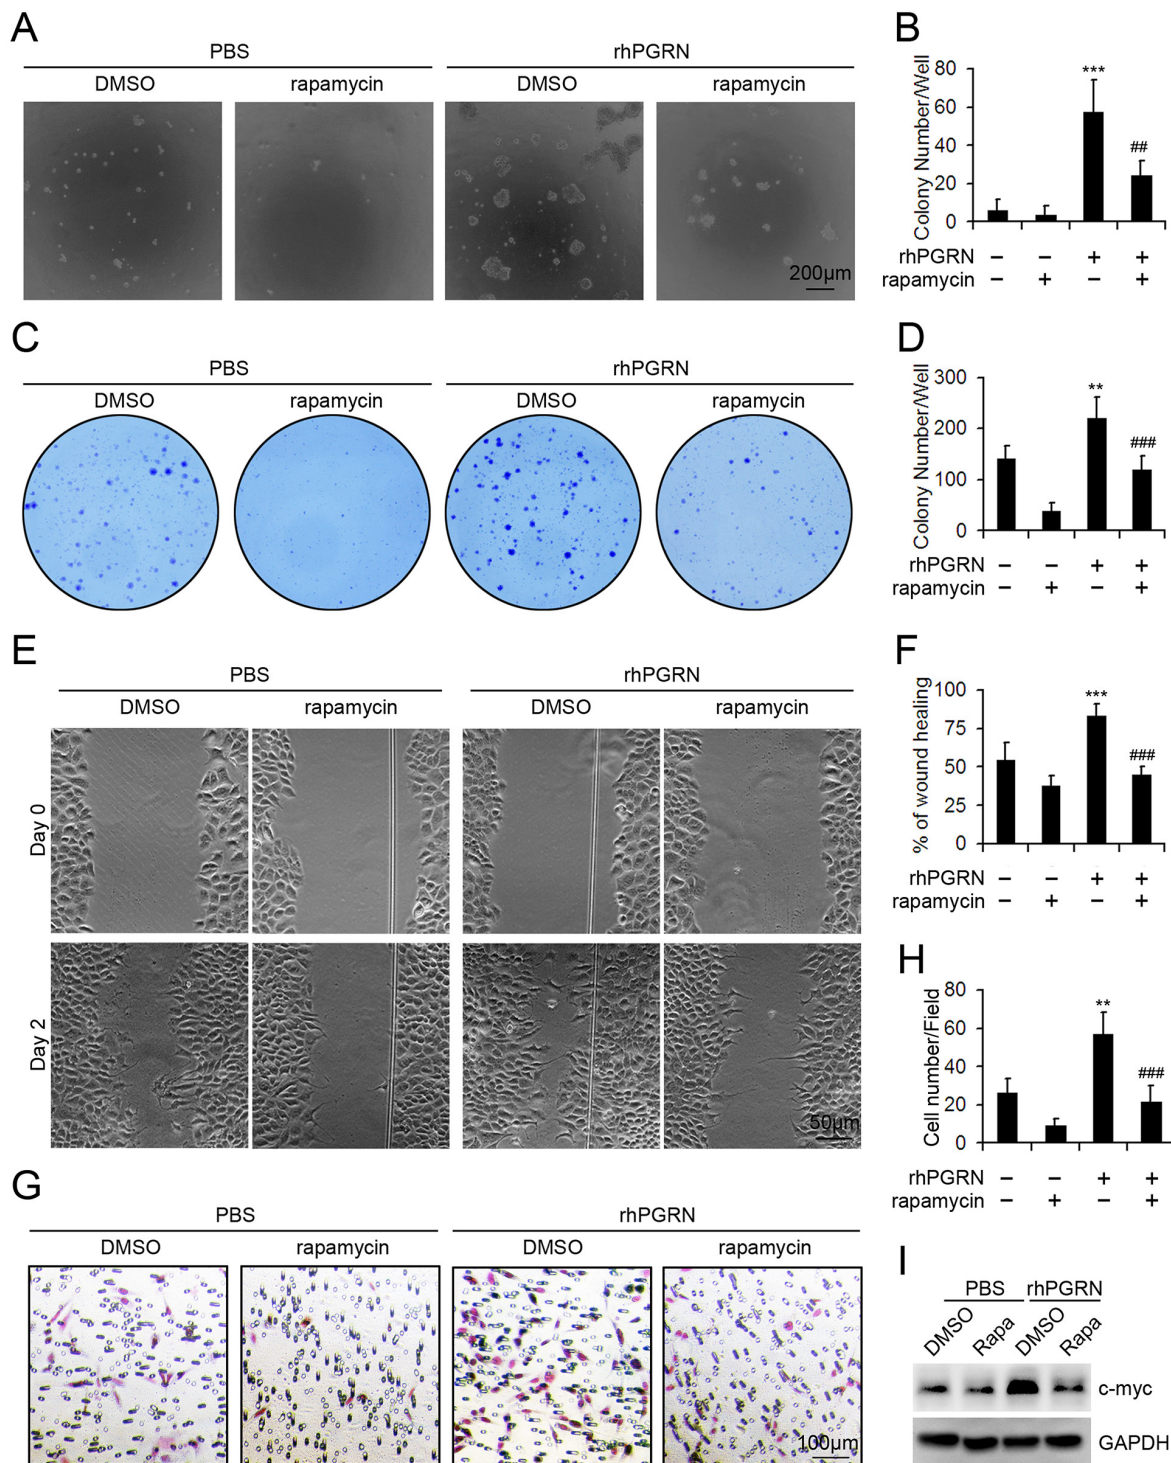 A
PBS rhPGRN
DMSO rapamycin DMSO rapamycin
200μm
B
Colony Number/Well
80
60
40
20
0
***
##
rhPGRN − − + +
rapamycin − + − +
C
PBS rhPGRN
DMSO rapamycin DMSO rapamycin
D
Colony Number/Well
300
200
100
0
**
###
rhPGRN − − + +
rapamycin − + − +
E
PBS rhPGRN
DMSO rapamycin DMSO rapamycin
Day 0
Day 2
50μm
F
% of wound healing
100
75
50
25
0
***
###
rhPGRN − − + +
rapamycin − + − +
G
PBS rhPGRN
DMSO rapamycin DMSO rapamycin
100μm
H
Cell number/Field
80
60
40
20
0
**
###
rhPGRN − − + +
rapamycin − + − +
I
PBS rhPGRN
DMSO Rapa DMSO Rapa
c-myc
GAPDH